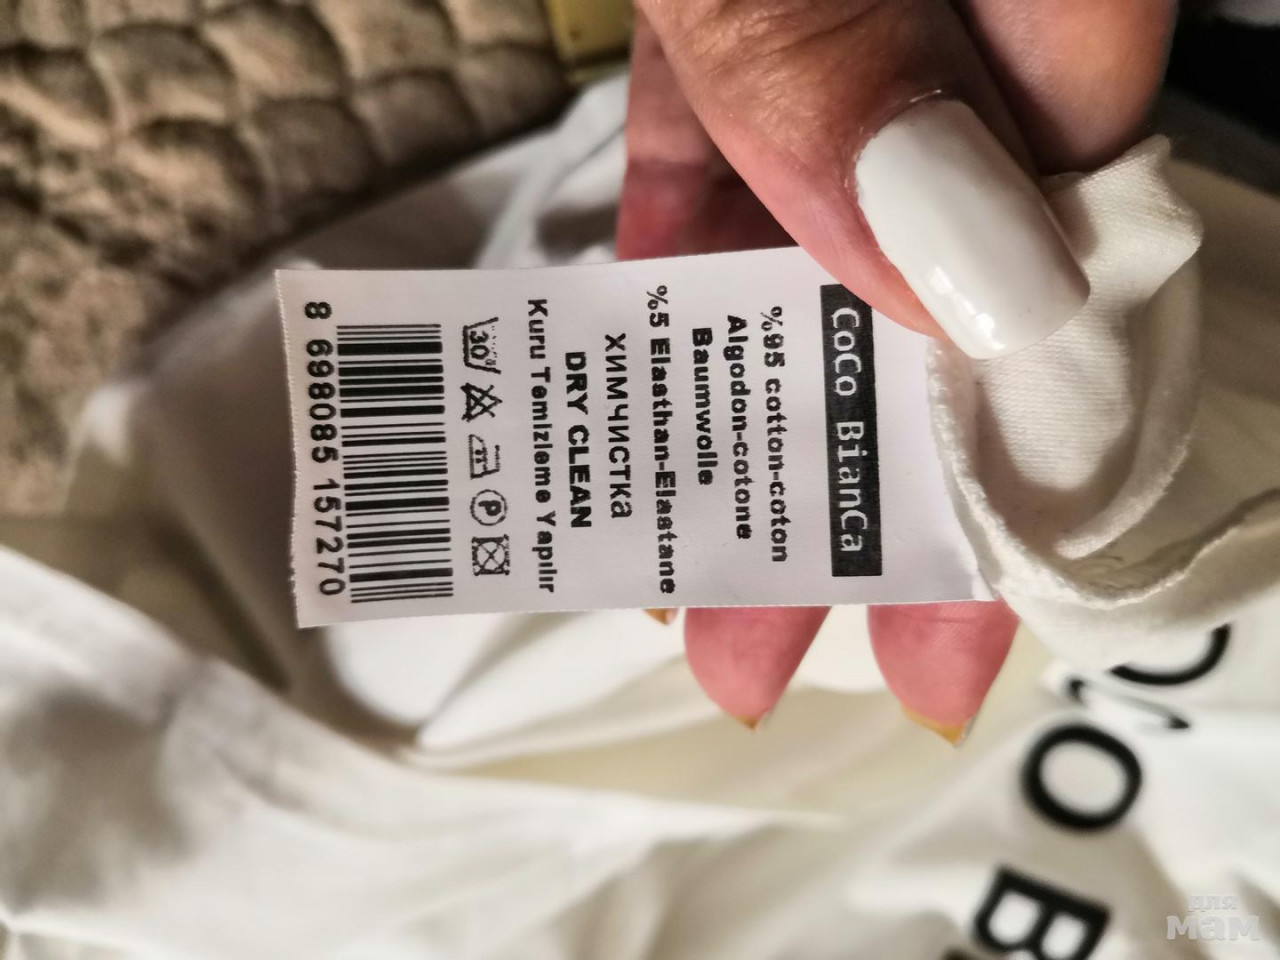 CoCo BianCa
%95 cotton-coton
Algodon-cotone
Baumwolle
%5 Elasthan-Elastane
химчистка
DRY CLEAN
Kuru Temizleme Yapılır
30
P
8 698085 157270
O
B
для
мам